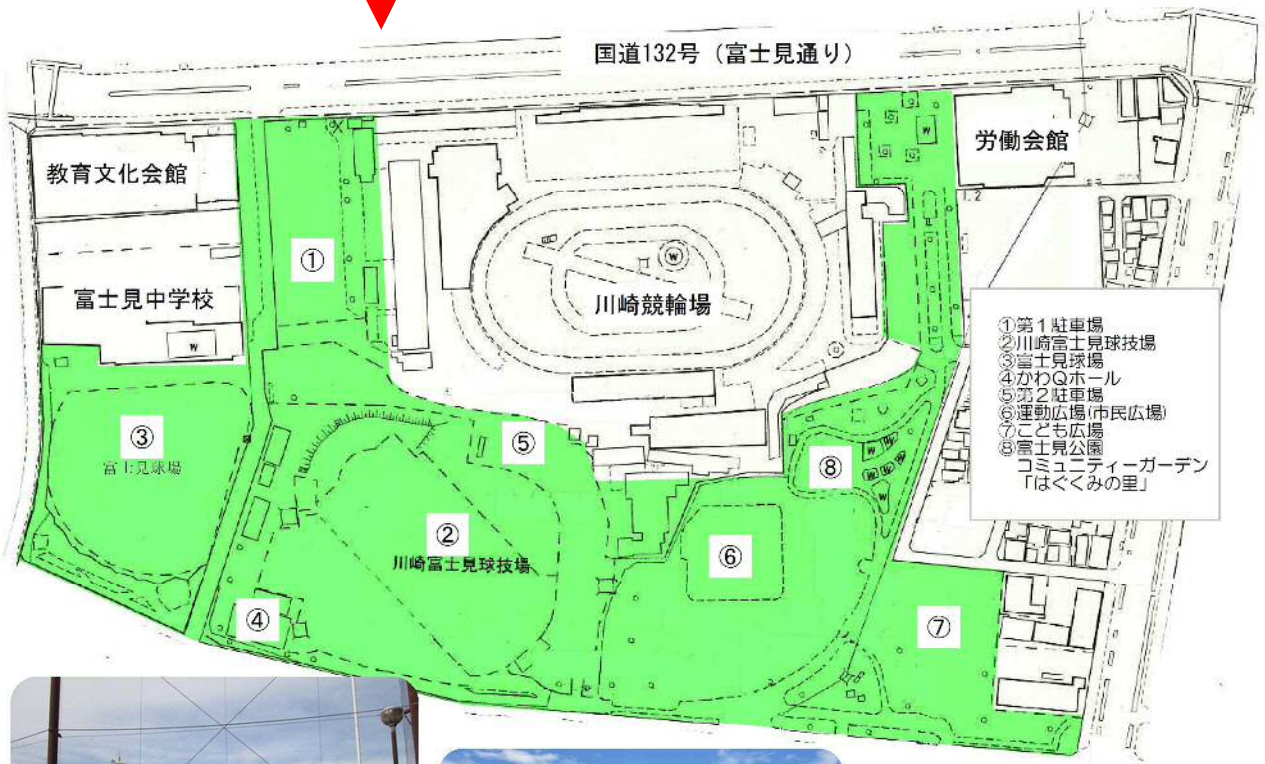 国道132号 (富士見通り)
教育文化会館
労働会館
①
富士見中学校
川崎競輪場
W
W
W
1.2
①第1駐車場
②川崎富士見球技場
③富士見球場
④かわQホール
⑤第2駐車場
⑥運動広場(市民広場)
⑦こども広場
⑧富士見公園
コミュニティーガーデン
「はぐくみの里」
③
富士見球場
⑤
⑧
W W
W W W
W
②
川崎富士見球技場
⑥
④
⑦